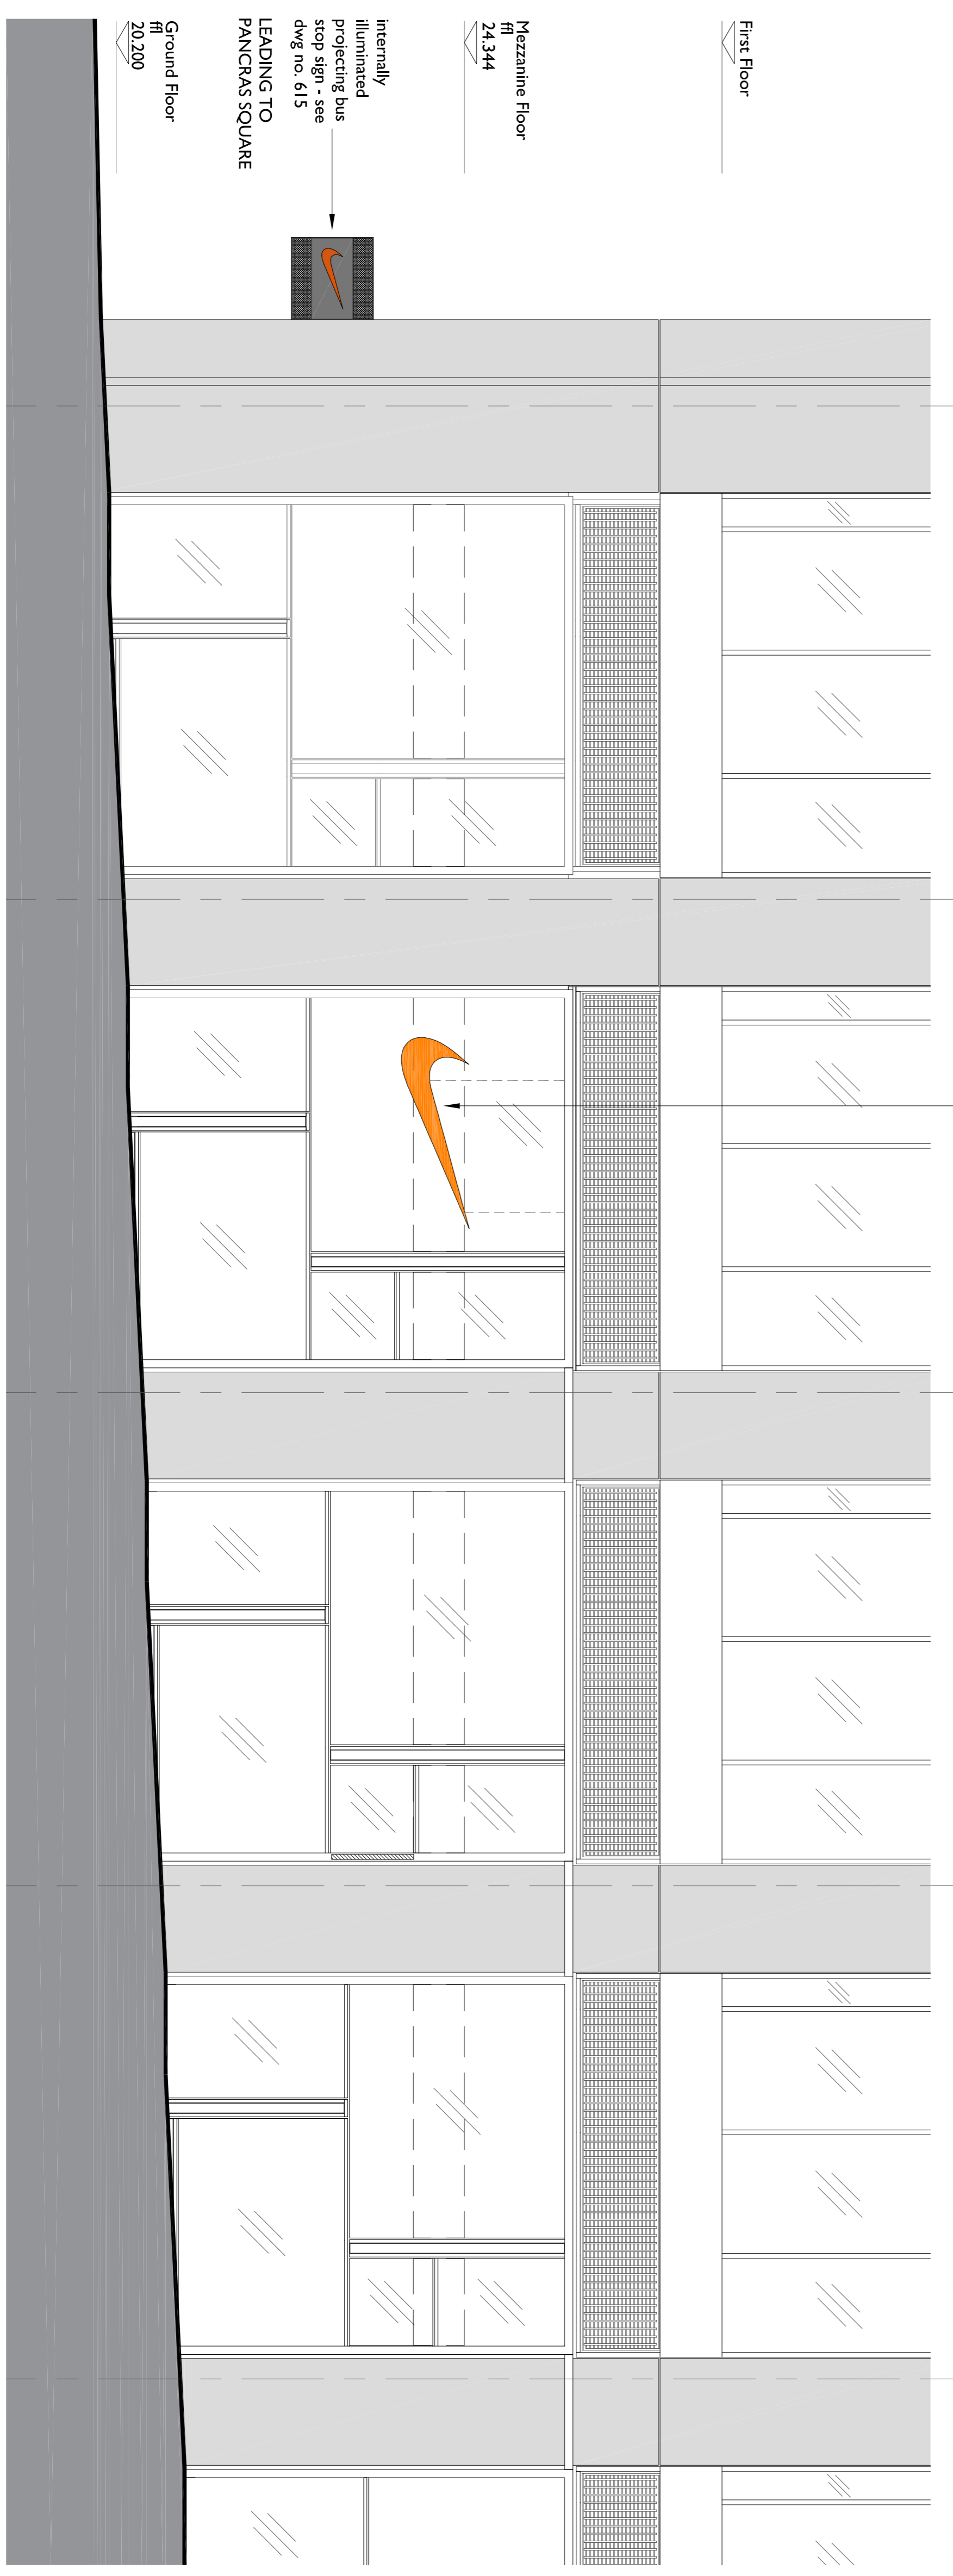 First Floor
Mezzanine Floor
ffl
24.344
internally
illuminated
projecting bus
stop sign - see
dwg no. 615
LEADING TO
PANCRAS SQUARE
Ground Floor
ffl
20.200